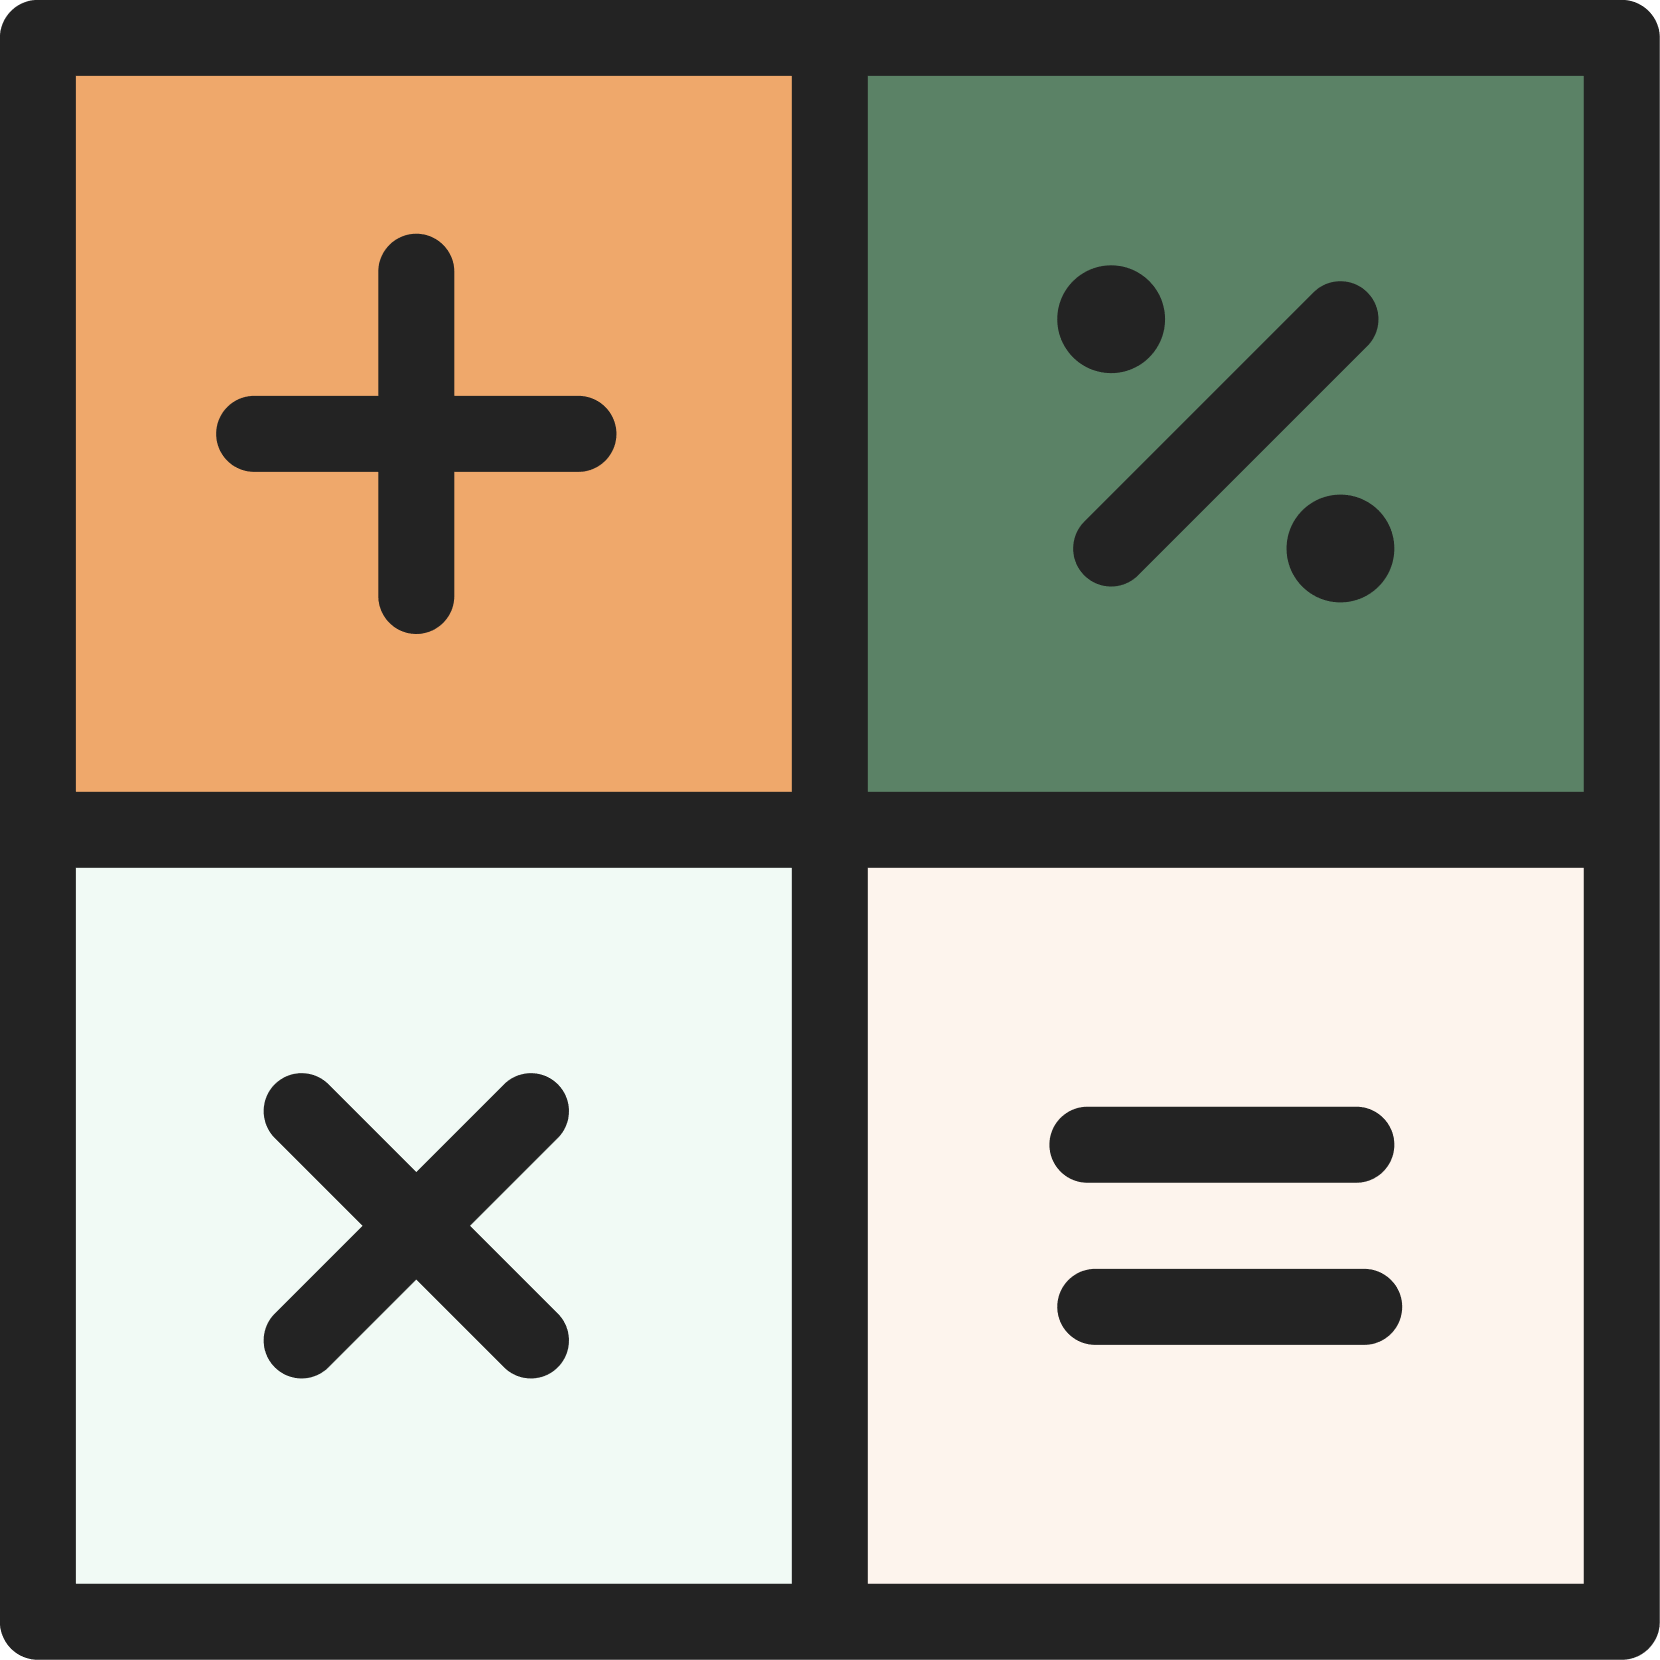 + %
× =